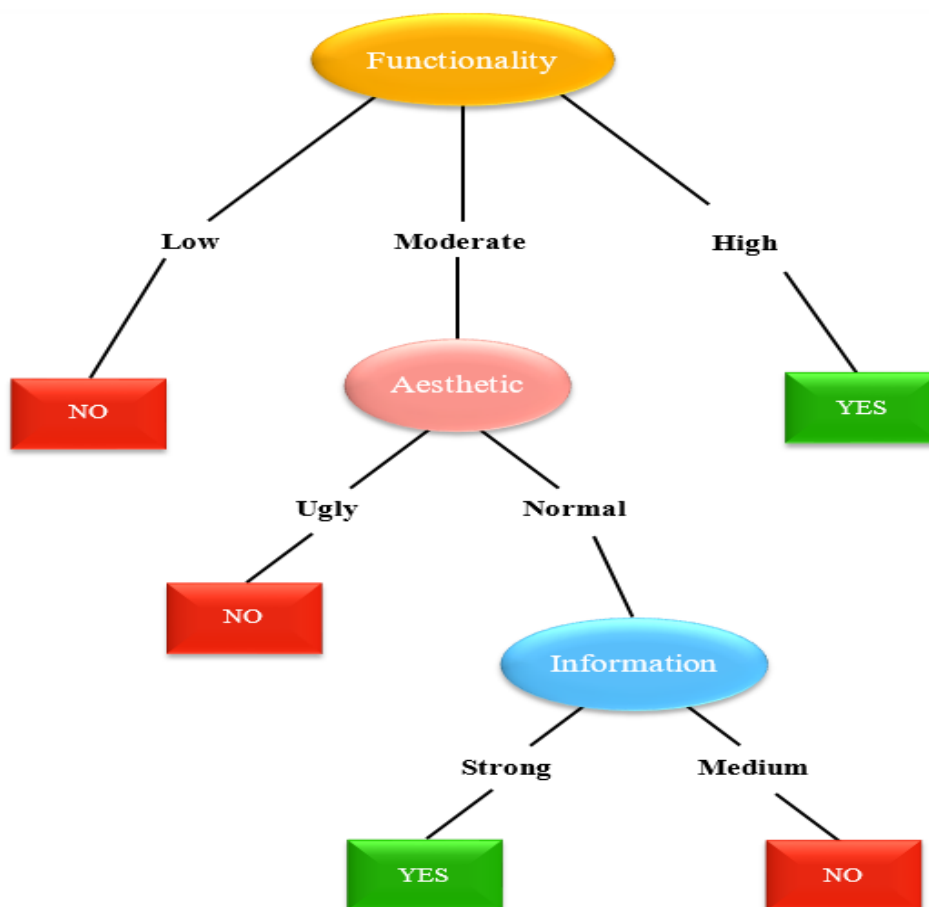 Functionality
Low
Moderate
High
NO
Aesthetic
YES
Ugly
Normal
NO
Information
Strong
Medium
YES
NO